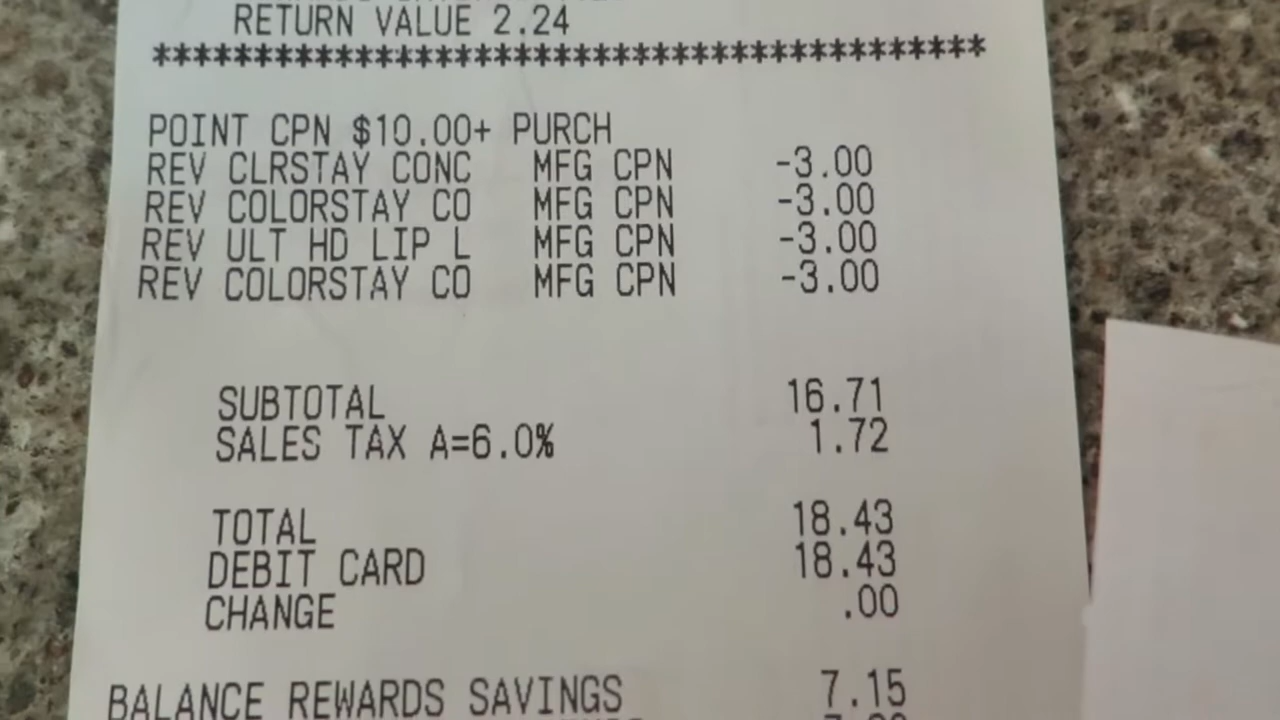 RETURN VALUE 2.24
******************************************
POINT CPN $10.00+ PURCH
REV CLRSTAY CONC MFG CPN -3.00
REV COLORSTAY CO MFG CPN -3.00
REV ULT HD LIP L MFG CPN -3.00
REV COLORSTAY CO MFG CPN -3.00
SUBTOTAL 16.71
SALES TAX A=6.0% 1.72
TOTAL 18.43
DEBIT CARD 18.43
CHANGE .00
BALANCE REWARDS SAVINGS 7.15